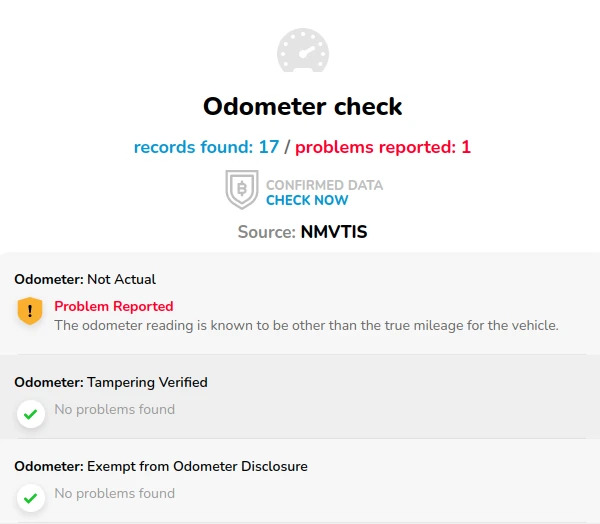 Odometer check
records found: 17 / problems reported: 1
CONFIRMED DATA
CHECK NOW
Source: NMVTIS
Odometer: Not Actual
Problem Reported
The odometer reading is known to be other than the true mileage for the vehicle.
Odometer: Tampering Verified
No problems found
Odometer: Exempt from Odometer Disclosure
No problems found